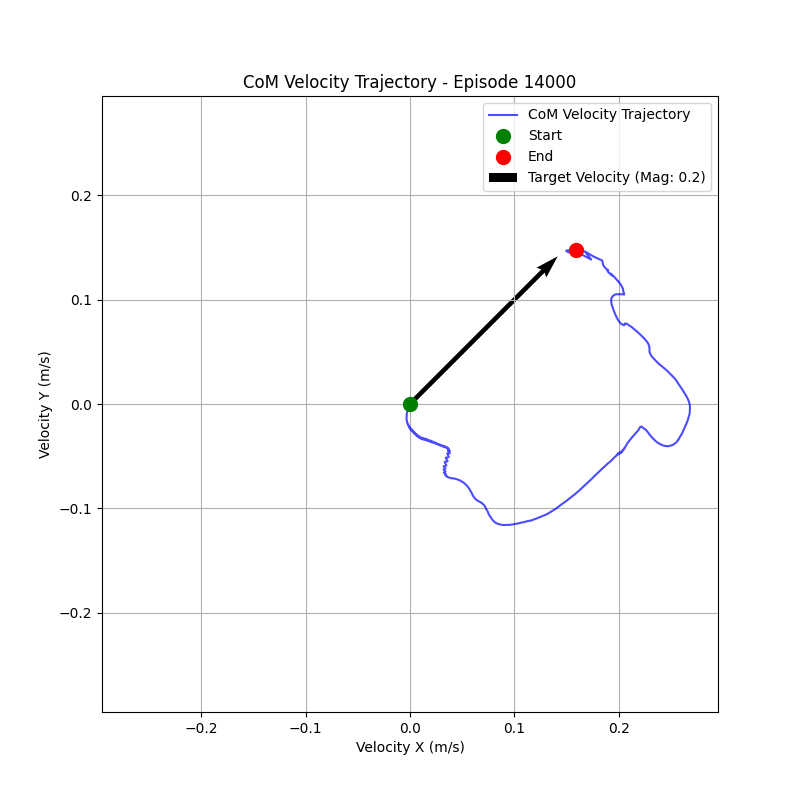 CoM Velocity Trajectory - Episode 14000
CoM Velocity Trajectory
Start
End
Target Velocity (Mag: 0.2)
0.2
0.1
0.0
−0.1
−0.2
Velocity Y (m/s)
−0.2
−0.1
0.0
0.1
0.2
Velocity X (m/s)